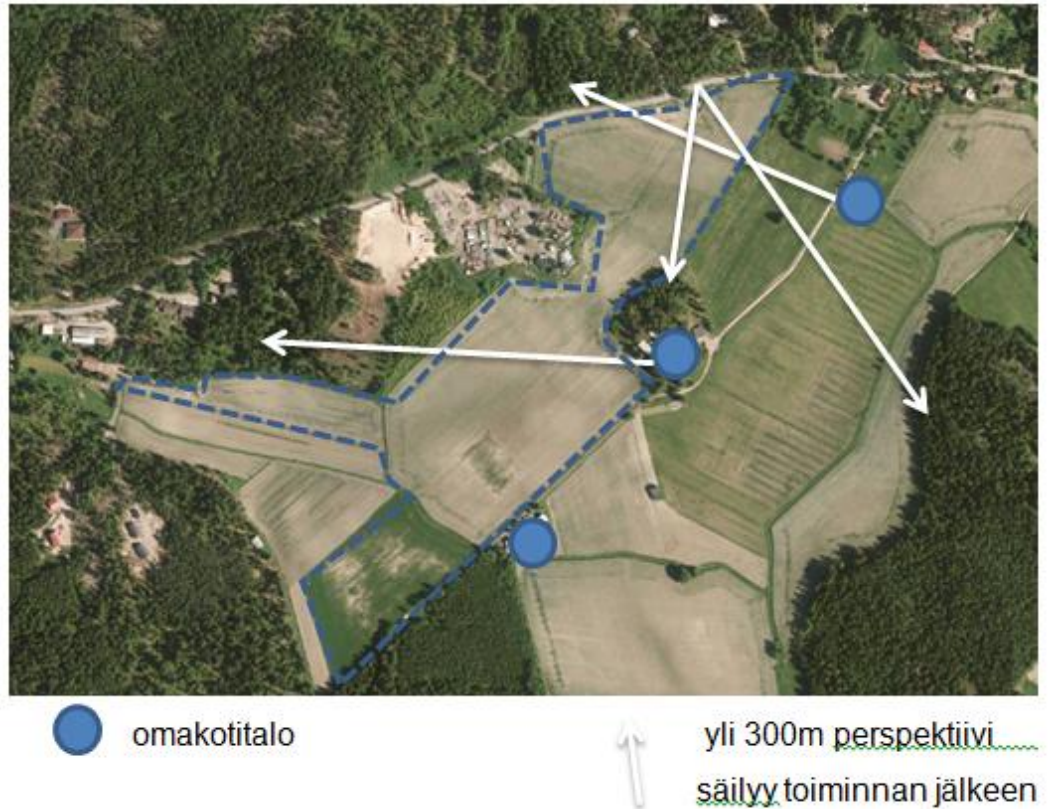 omakotitalo
yli 300m perspektiivi
säilyy toiminnan jälkeen